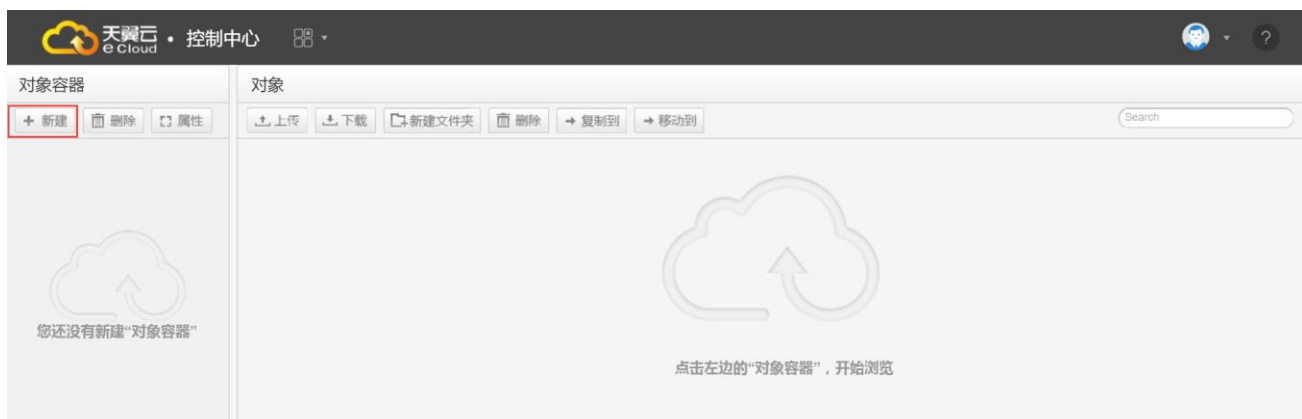 天翼云 e Cloud · 控制中心 ?
对象容器
+ 新建 删除 属性
您还没有新建“对象容器”
对象
上传 下载 新建文件夹 删除 → 复制到 → 移动到 Search
点击左边的“对象容器”，开始浏览